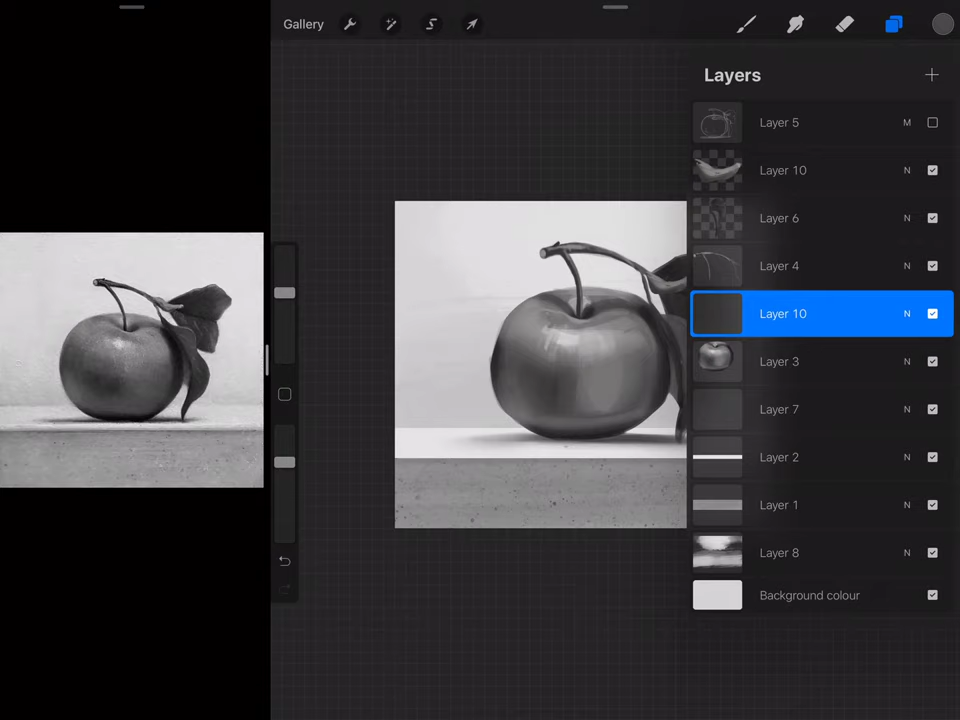 Gallery
Layers
Layer 5 M
Layer 10 N
Layer 6 N
Layer 4 N
Layer 10 N
Layer 3 N
Layer 7 N
Layer 2 N
Layer 1 N
Layer 8 N
Background colour